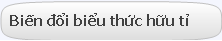 Biến đổi biểu thức hữu tỉ